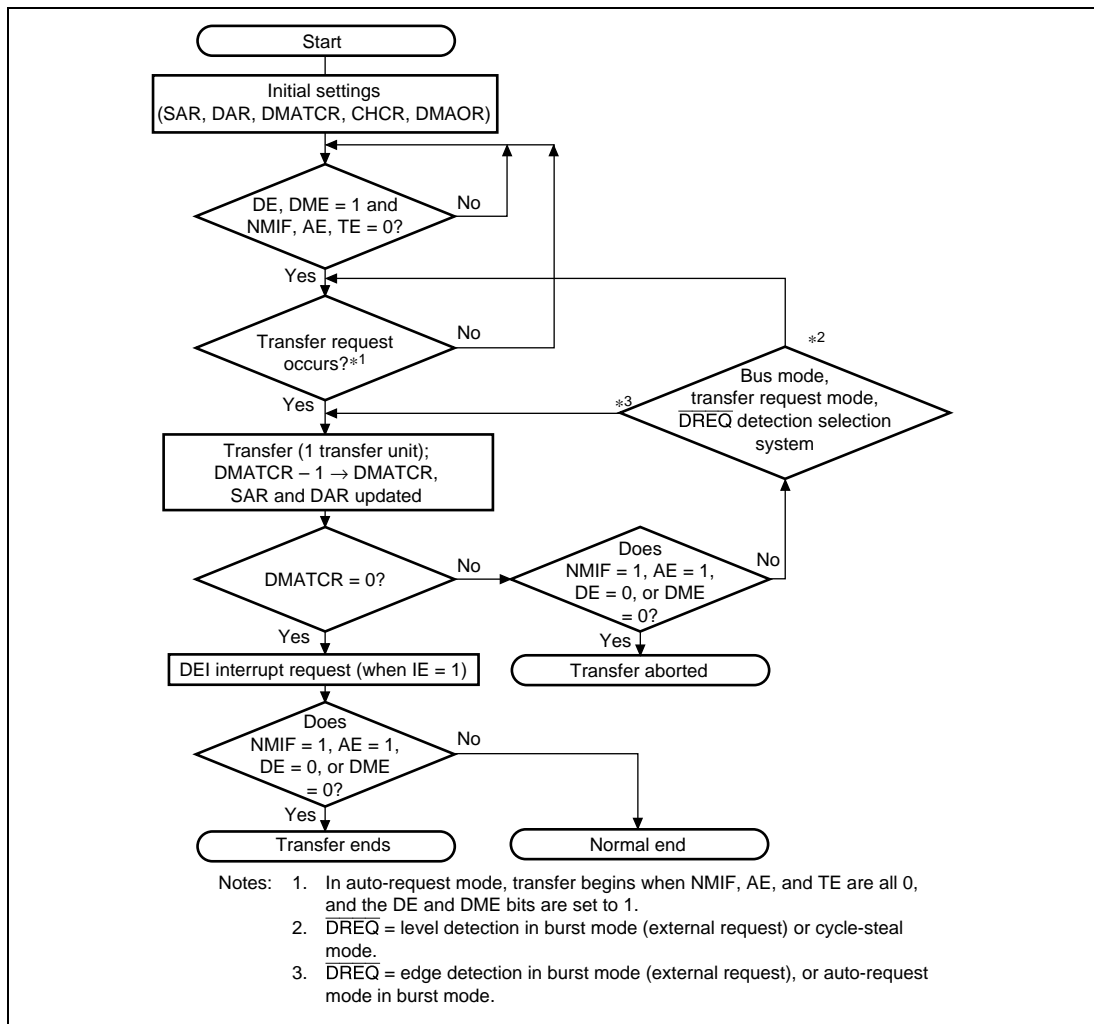 Start
Initial settings
(SAR, DAR, DMATCR, CHCR, DMAOR)
DE, DME = 1 and
NMIF, AE, TE = 0?
No
Yes
Transfer request
occurs?*1
No
Yes
*2
Bus mode,
transfer request mode,
DREQ detection selection
system
*3
Transfer (1 transfer unit);
DMATCR – 1 → DMATCR,
SAR and DAR updated
DMATCR = 0?
No
Yes
Does
NMIF = 1, AE = 1,
DE = 0, or DME
= 0?
No
Yes
Transfer aborted
DEI interrupt request (when IE = 1)
Does
NMIF = 1, AE = 1,
DE = 0, or DME
= 0?
No
Yes
Transfer ends
Normal end
Notes: 1. In auto-request mode, transfer begins when NMIF, AE, and TE are all 0,
and the DE and DME bits are set to 1.
2. DREQ = level detection in burst mode (external request) or cycle-steal
mode.
3. DREQ = edge detection in burst mode (external request), or auto-request
mode in burst mode.